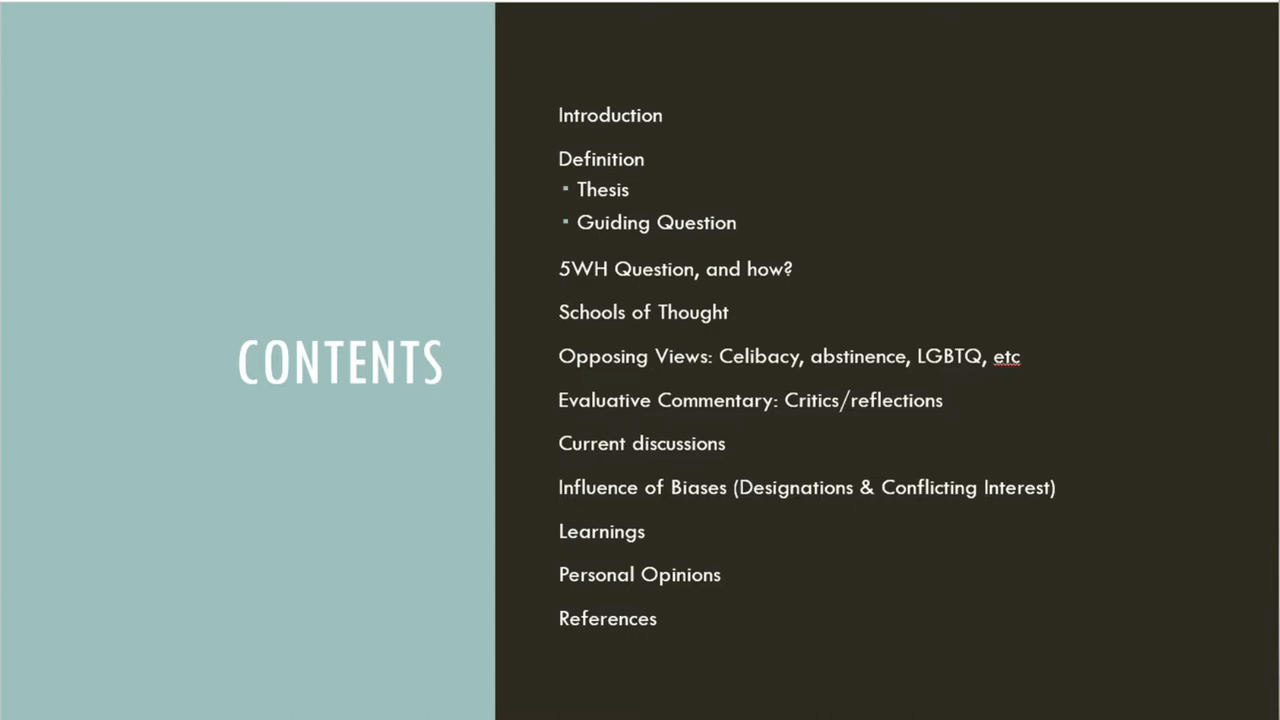 CONTENTS
Introduction
Definition
▪ Thesis
▪ Guiding Question
5WH Question, and how?
Schools of Thought
Opposing Views: Celibacy, abstinence, LGBTQ, etc
Evaluative Commentary: Critics/reflections
Current discussions
Influence of Biases (Designations & Conflicting Interest)
Learnings
Personal Opinions
References